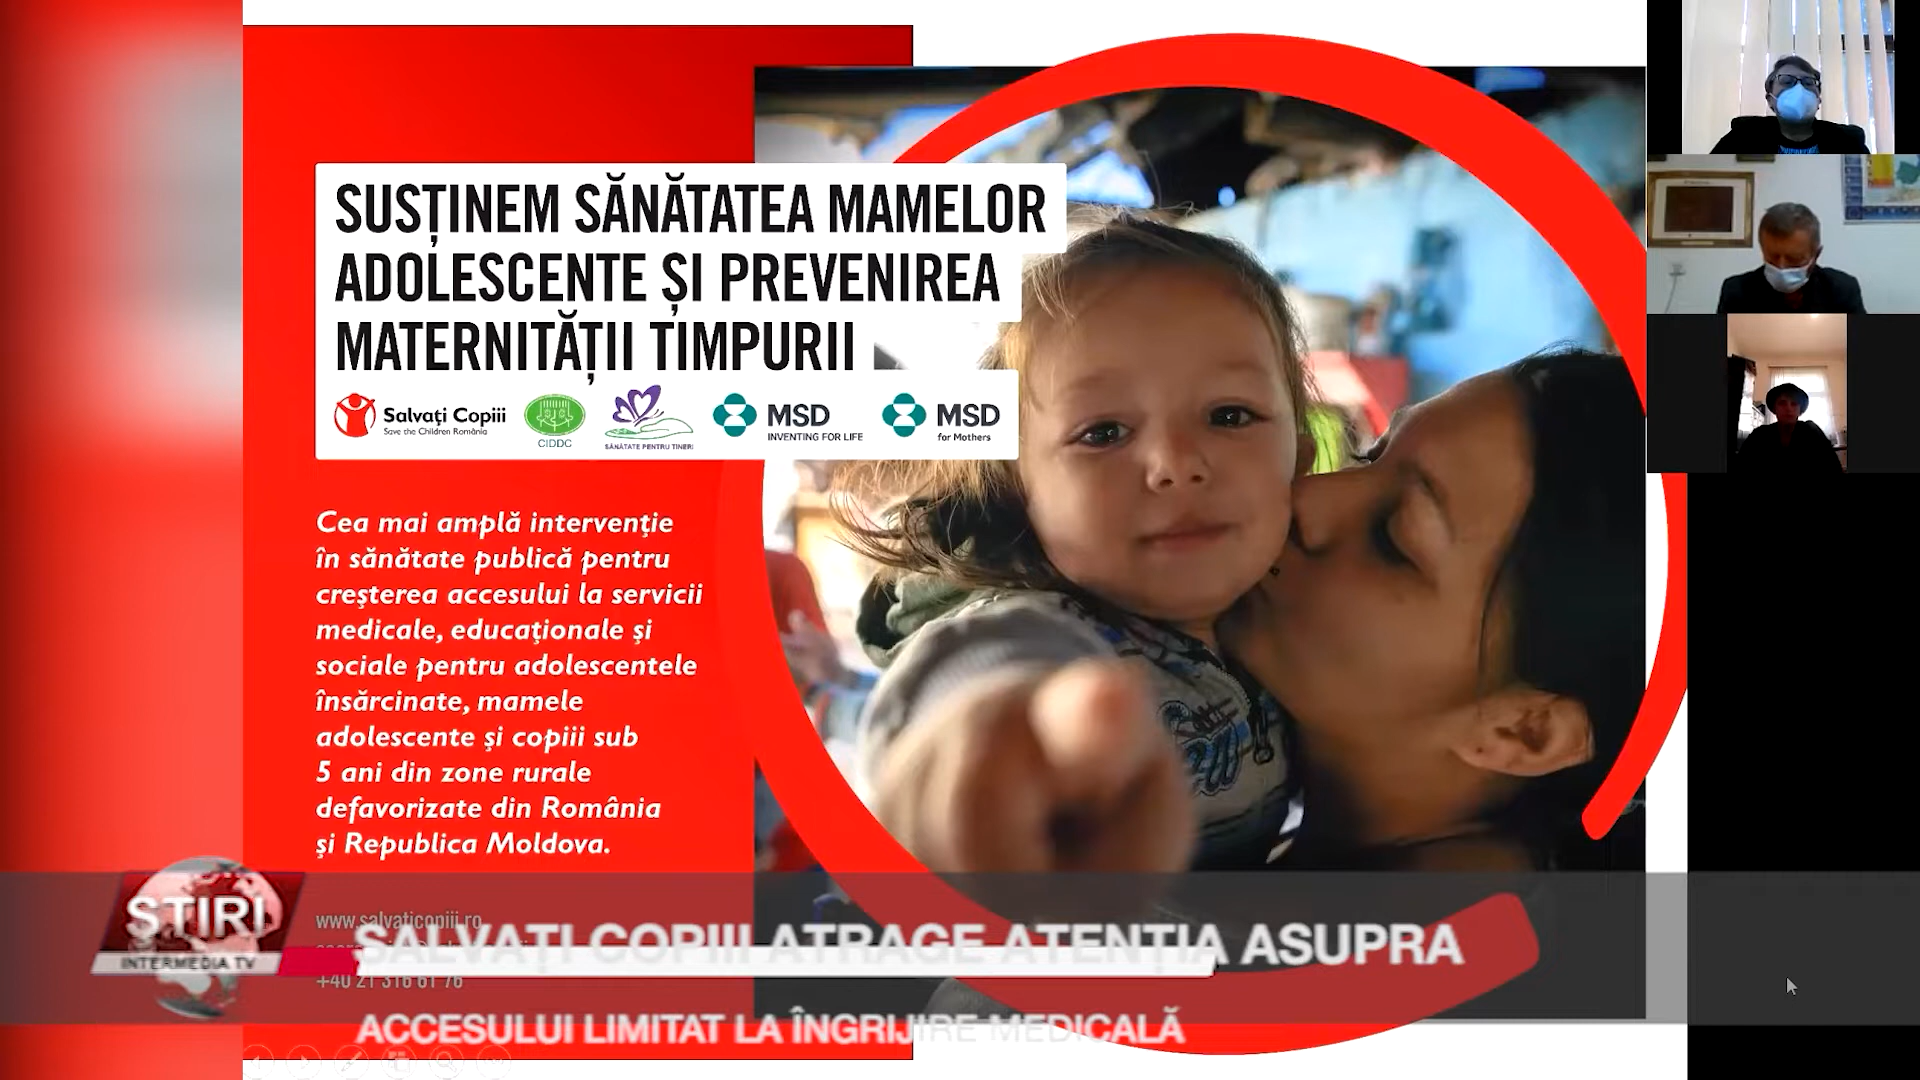 SUSȚINEM SĂNĂTATEA MAMELOR
ADOLESCENTE ȘI PREVENIREA
MATERNITĂȚII TIMPURII
Salvați Copiii
Save the Children România
CIDDC
SĂNĂTATE PENTRU TINERI
MSD
INVENTING FOR LIFE
MSD
for Mothers
Cea mai amplă intervenție
în sănătate publică pentru
creșterea accesului la servicii
medicale, educaționale și
sociale pentru adolescentele
însărcinate, mamele
adolescente și copiii sub
5 ani din zone rurale
defavorizate din România
și Republica Moldova.
www.salvaticopiii.ro
+40 21 316 61 76
ȘTIRI
INTERMEDIA TV
SALVAȚI COPIII ATRAGE ATENȚIA ASUPRA
ACCESULUI LIMITAT LA ÎNGRIJIRE MEDICALĂ